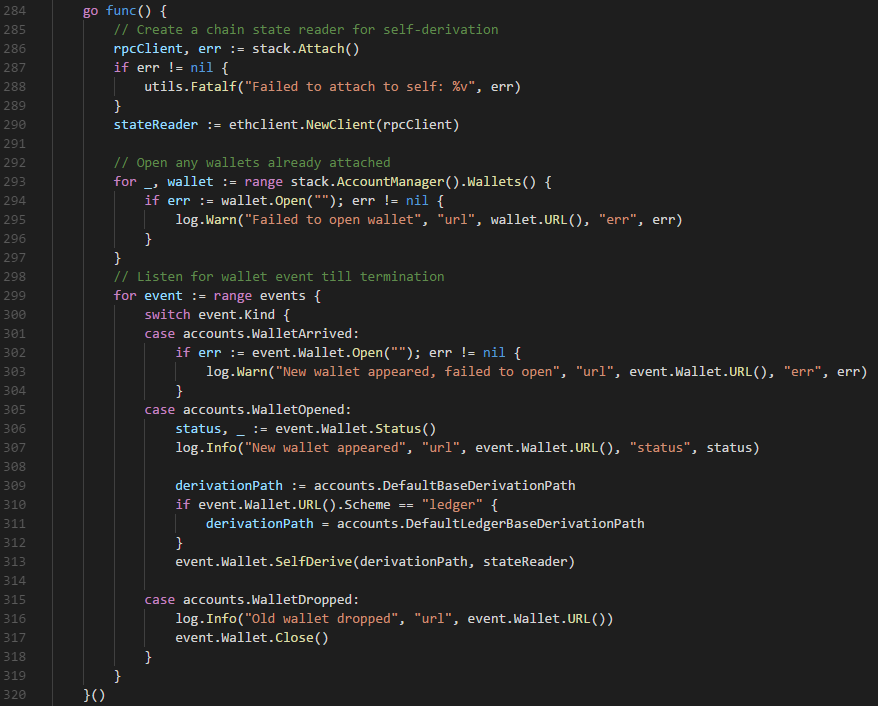 284 go func() {
285 // Create a chain state reader for self-derivation
286 rpcClient, err := stack.Attach()
287 if err != nil {
288 utils.Fatalf("Failed to attach to self: %v", err)
289 }
290 stateReader := ethclient.NewClient(rpcClient)
291
292 // Open any wallets already attached
293 for _, wallet := range stack.AccountManager().Wallets() {
294 if err := wallet.Open(""); err != nil {
295 log.Warn("Failed to open wallet", "url", wallet.URL(), "err", err)
296 }
297 }
298 // Listen for wallet event till termination
299 for event := range events {
300 switch event.Kind {
301 case accounts.WalletArrived:
302 if err := event.Wallet.Open(""); err != nil {
303 log.Warn("New wallet appeared, failed to open", "url", event.Wallet.URL(), "err", err)
304 }
305 case accounts.WalletOpened:
306 status, _ := event.Wallet.Status()
307 log.Info("New wallet appeared", "url", event.Wallet.URL(), "status", status)
308
309 derivationPath := accounts.DefaultBaseDerivationPath
310 if event.Wallet.URL().Scheme == "ledger" {
311 derivationPath = accounts.DefaultLedgerBaseDerivationPath
312 }
313 event.Wallet.SelfDerive(derivationPath, stateReader)
314
315 case accounts.WalletDropped:
316 log.Info("Old wallet dropped", "url", event.Wallet.URL())
317 event.Wallet.Close()
318 }
319 }
320 }()